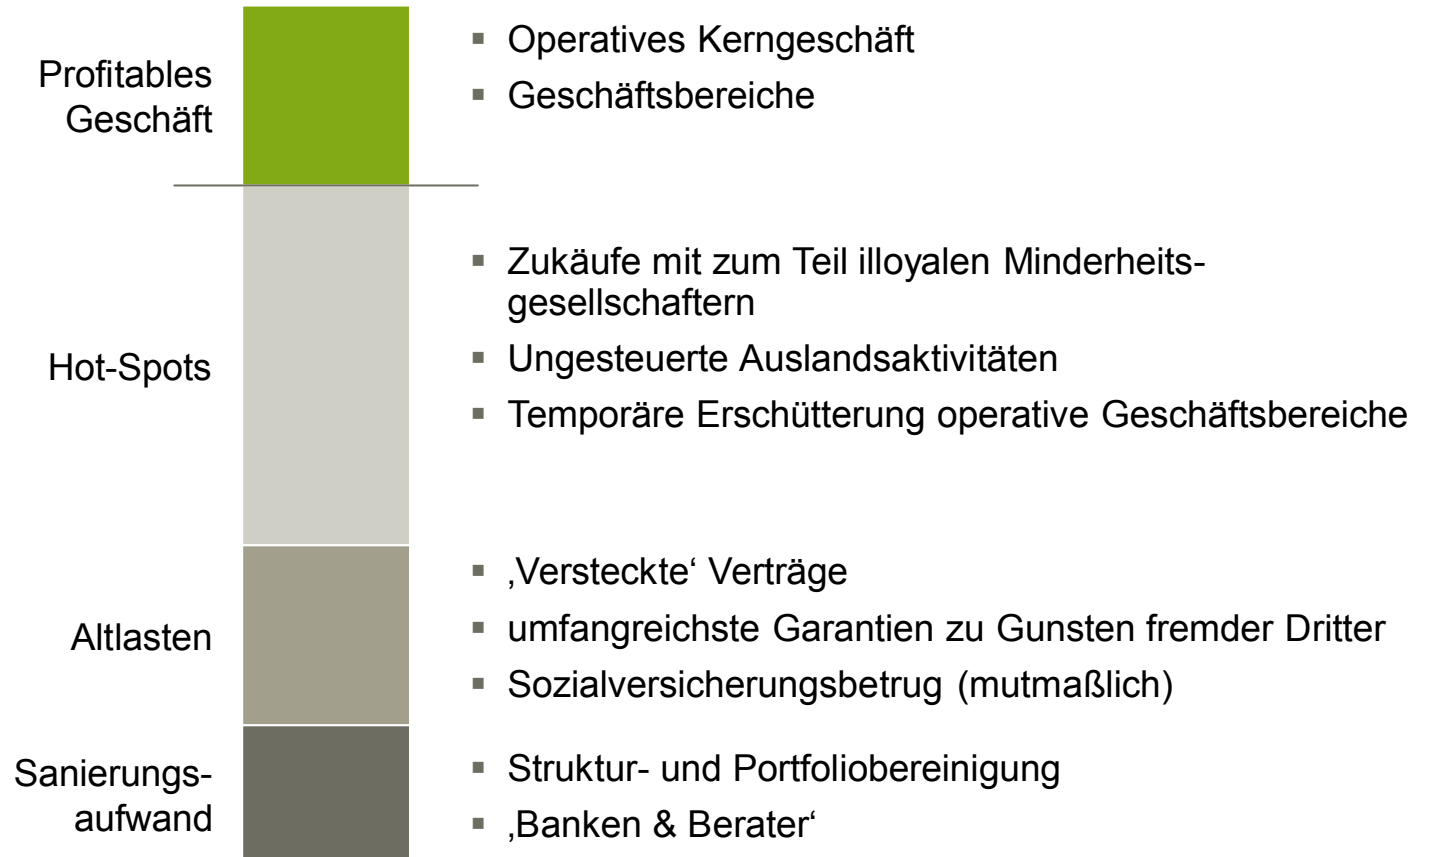 Profitables
Geschäft
▪ Operatives Kerngeschäft
▪ Geschäftsbereiche
Hot-Spots
▪ Zukäufe mit zum Teil illoyalen Minderheits-
gesellschaftern
▪ Ungesteuerte Auslandsaktivitäten
▪ Temporäre Erschütterung operative Geschäftsbereiche
Altlasten
▪ ‚Versteckte‘ Verträge
▪ umfangreichste Garantien zu Gunsten fremder Dritter
▪ Sozialversicherungsbetrug (mutmaßlich)
Sanierungs-
aufwand
▪ Struktur- und Portfoliobereinigung
▪ ‚Banken & Berater‘